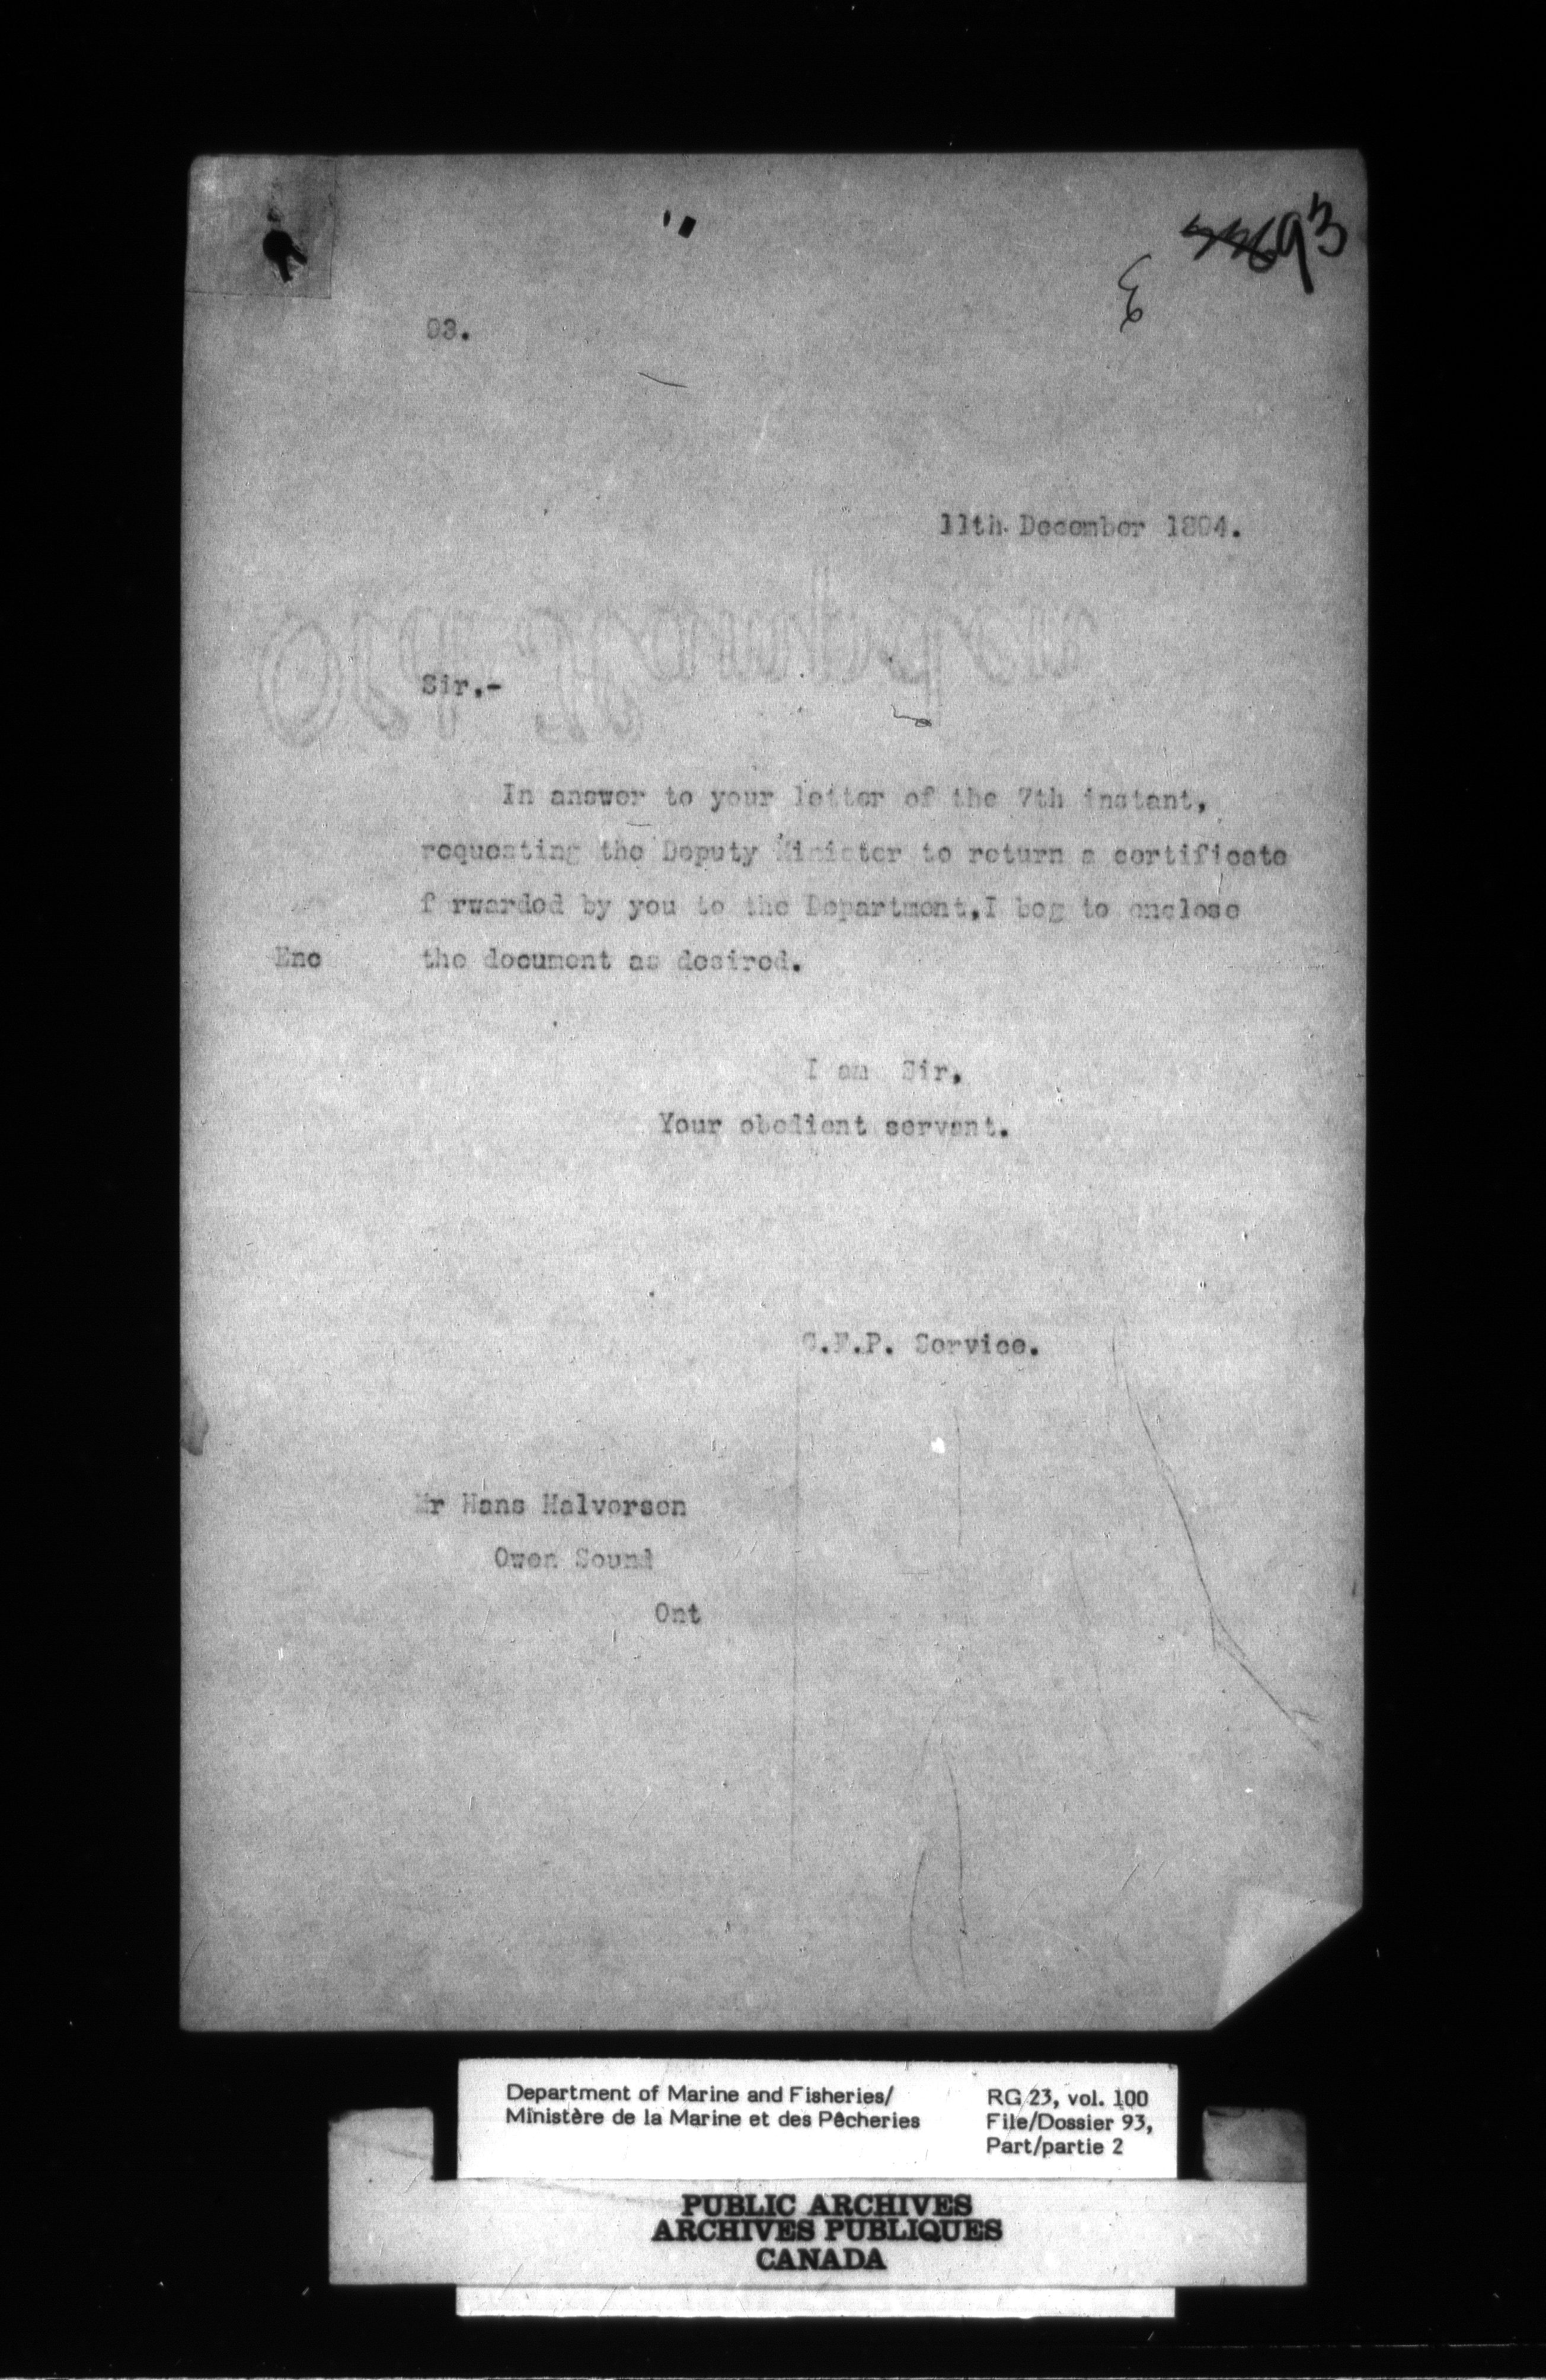 93
93.
11th December 1894.
Sir.-
In answer to your letter of the 7th instant,
requesting the Deputy Minister to return a certificate
f rwarded by you to the Department,I beg to enclose
Enc the document as desired.
I am Sir,
Your obedient servant.
C.F.P. Service.
Mr Hans Halvorsen
Owen Sound
Ont
Department of Marine and Fisheries/
Ministère de la Marine et des Pêcheries
RG 23, vol. 100
File/Dossier 93,
Part/partie 2
PUBLIC ARCHIVES
ARCHIVES PUBLIQUES
CANADA